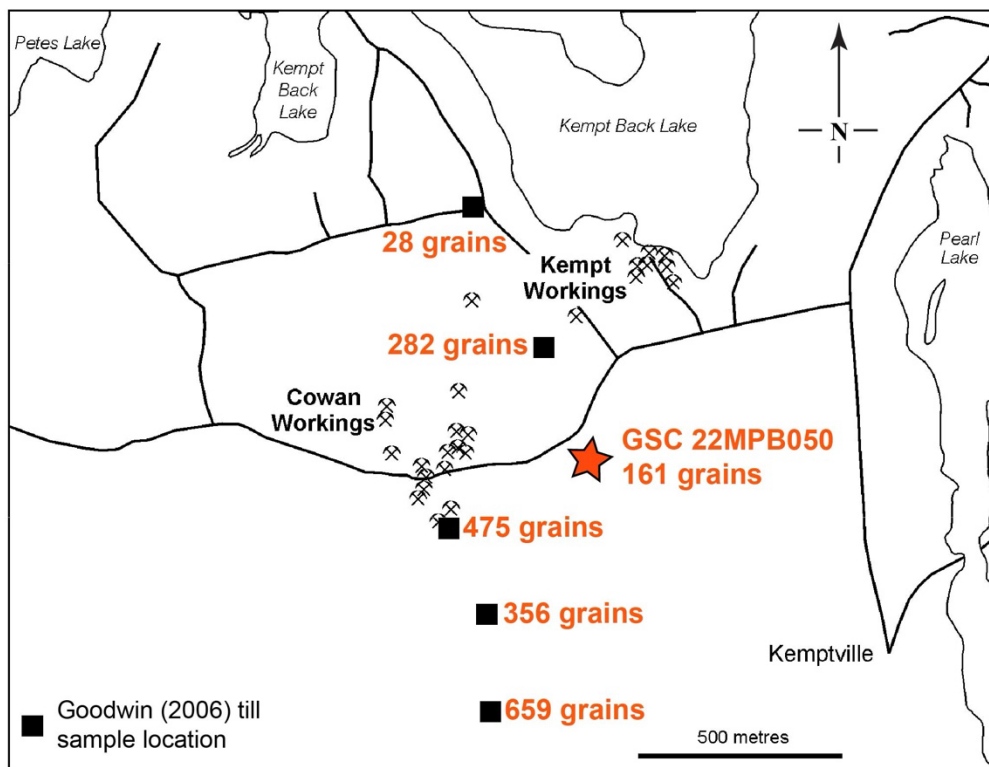 Petes Lake
Kempt
Back
Lake
Kempt Back Lake
N
Pearl
Lake
28 grains
Kempt
Workings
282 grains
Cowan
Workings
GSC 22MPB050
161 grains
475 grains
356 grains
Kemptville
659 grains
Goodwin (2006) till
sample location
500 metres